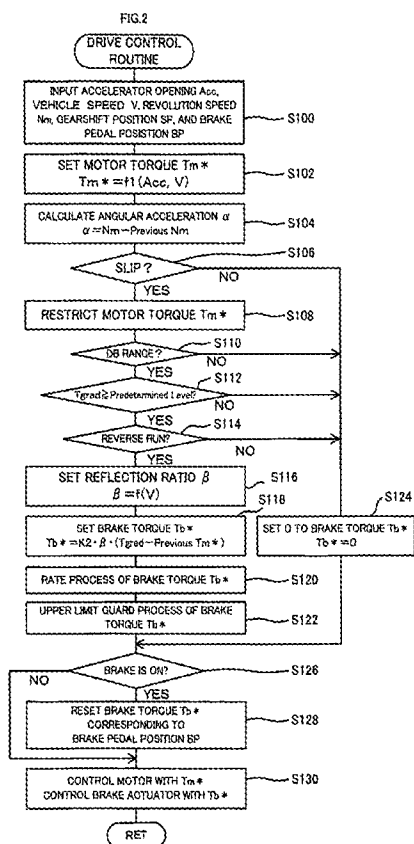 FIG.2
DRIVE CONTROL
ROUTINE
INPUT ACCELERATOR OPENING Acc,
VEHICLE SPEED V, REVOLUTION SPEED
Nm, GEARSHIFT POSITION SP, AND BRAKE
PEDAL POSISTION BP
S100
SET MOTOR TORQUE Tm*
Tm*=f1(Acc, V)
S102
CALCULATE ANGULAR ACCELERATION α
α=Nm-Previous Nm
S104
SLIP?
S106
NO
YES
RESTRICT MOTOR TORQUE Tm*
S108
DB RANGE?
S110
NO
YES
Tgrad≧Predetermined Level?
S112
NO
YES
REVERSE RUN?
S114
NO
YES
SET REFLECTION RATIO β
β=f(V)
S116
SET BRAKE TORQUE Tb*
Tb*=K2・β・(Tgrad-Previous Tm*)
S118
SET 0 TO BRAKE TORQUE Tb*
Tb*=0
S124
RATE PROCESS OF BRAKE TORQUE Tb*
S120
UPPER LIMIT GUARD PROCESS OF BRAKE
TORQUE Tb*
S122
BRAKE IS ON?
S126
NO
YES
RESET BRAKE TORQUE Tb*
CORRESPONDING TO
BRAKE PEDAL POSITION BP
S128
CONTROL MOTOR WITH Tm*
CONTROL BRAKE ACTUATOR WITH Tb*
S130
RET